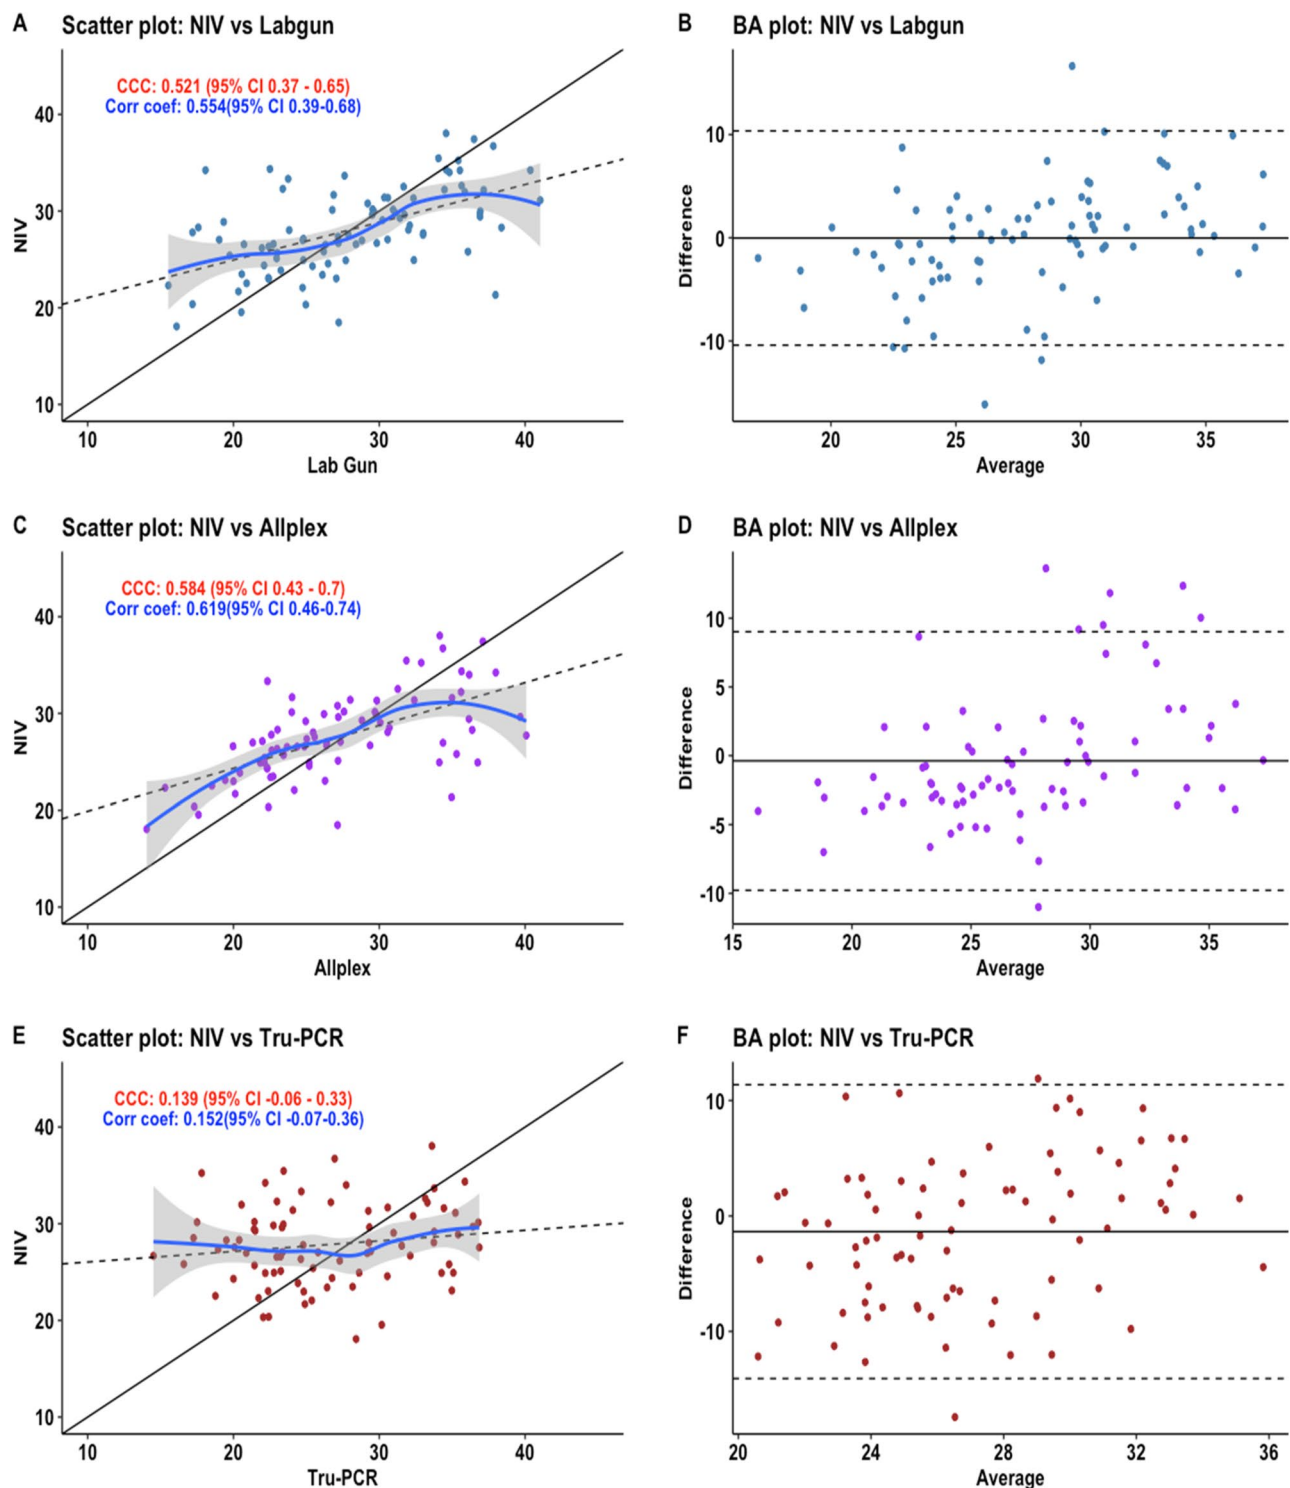 A Scatter plot: NIV vs Labgun
CCC: 0.521 (95% CI 0.37 - 0.65)
Corr coef: 0.554(95% CI 0.39-0.68)
40
30
20
10
NIV
10 20 30 40
Lab Gun
B BA plot: NIV vs Labgun
10
0
-10
Difference
20 25 30 35
Average
C Scatter plot: NIV vs Allplex
CCC: 0.584 (95% CI 0.43 - 0.7)
Corr coef: 0.619(95% CI 0.46-0.74)
40
30
20
10
NIV
10 20 30 40
Allplex
D BA plot: NIV vs Allplex
10
5
0
-5
-10
Difference
15 20 25 30 35
Average
E Scatter plot: NIV vs Tru-PCR
CCC: 0.139 (95% CI -0.06 - 0.33)
Corr coef: 0.152(95% CI -0.07-0.36)
40
30
20
10
NIV
10 20 30 40
Tru-PCR
F BA plot: NIV vs Tru-PCR
10
0
-10
Difference
20 24 28 32 36
Average